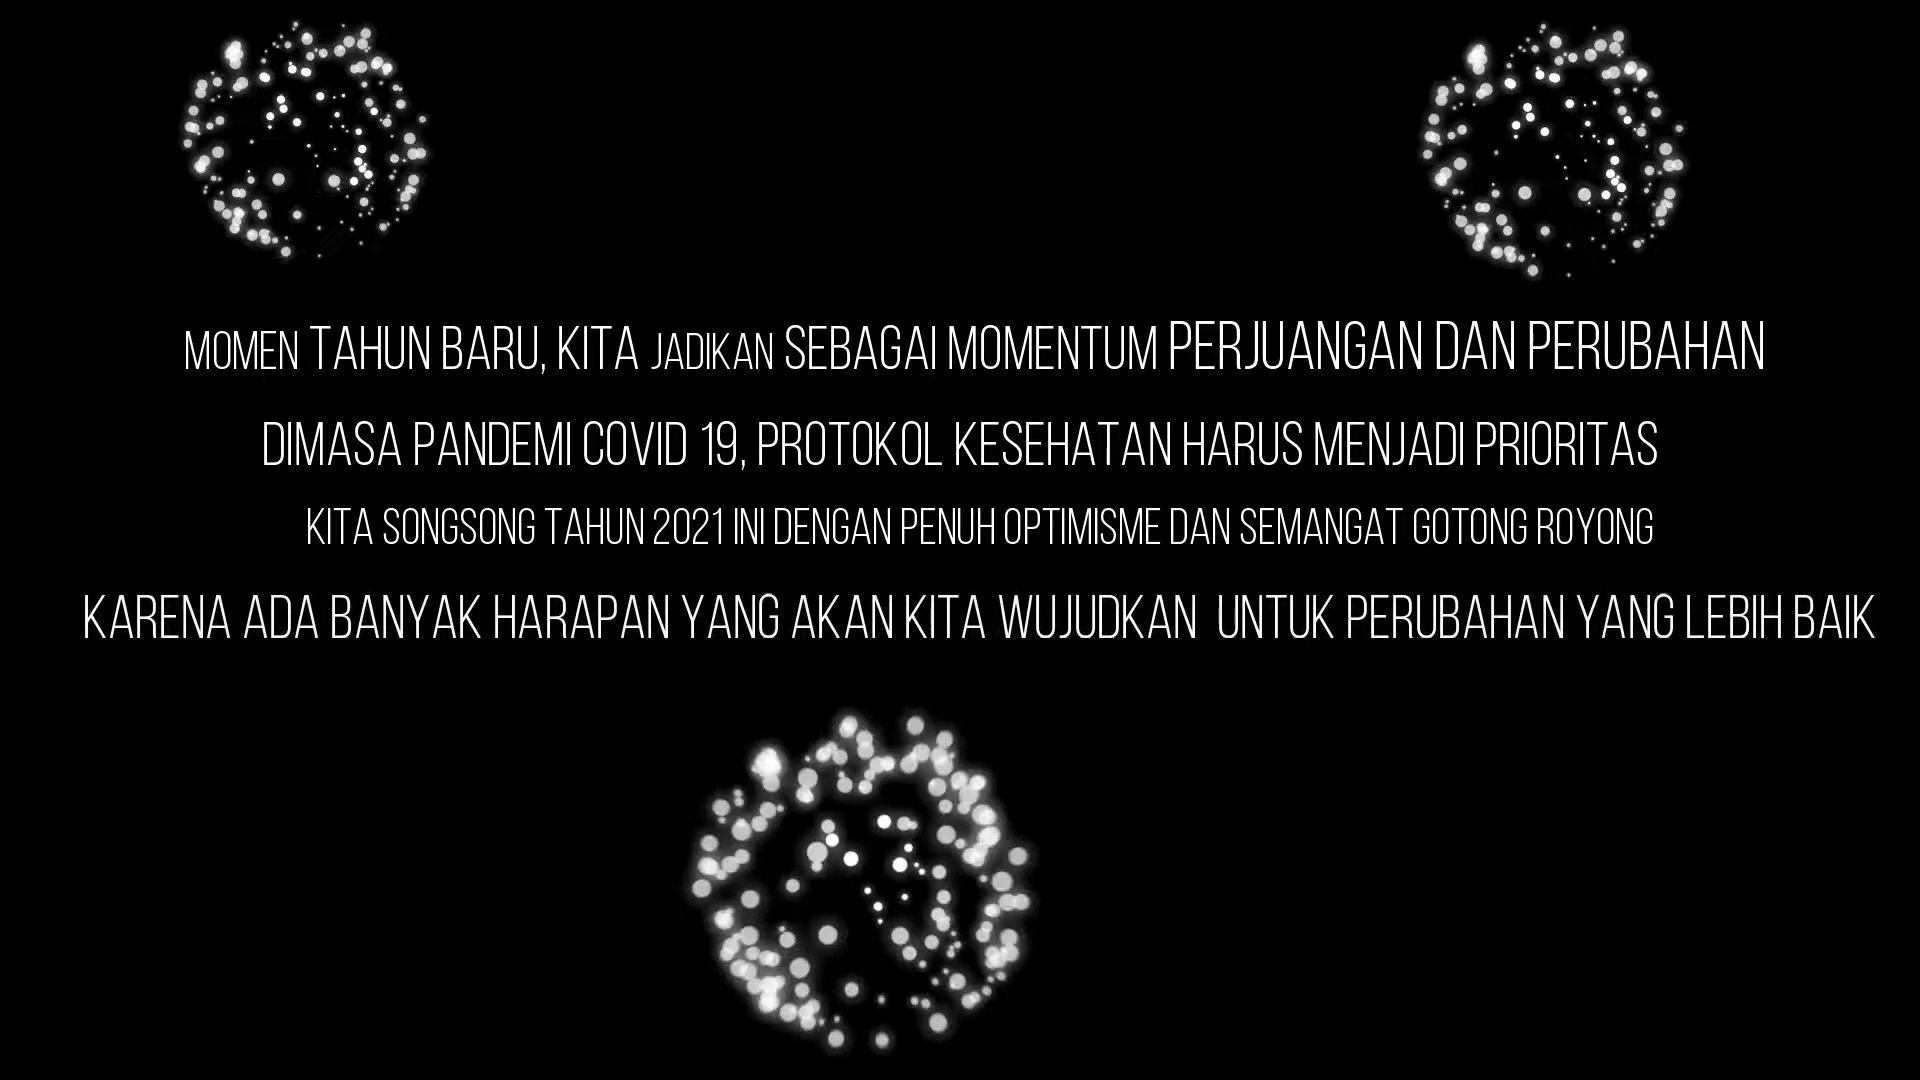 MOMEN TAHUN BARU, KITA JADIKAN SEBAGAI MOMENTUM PERJUANGAN DAN PERUBAHAN
DIMASA PANDEMI COVID 19, PROTOKOL KESEHATAN HARUS MENJADI PRIORITAS
KITA SONGSONG TAHUN 2021 INI DENGAN PENUH OPTIMISME DAN SEMANGAT GOTONG ROYONG
KARENA ADA BANYAK HARAPAN YANG AKAN KITA WUJUDKAN UNTUK PERUBAHAN YANG LEBIH BAIK